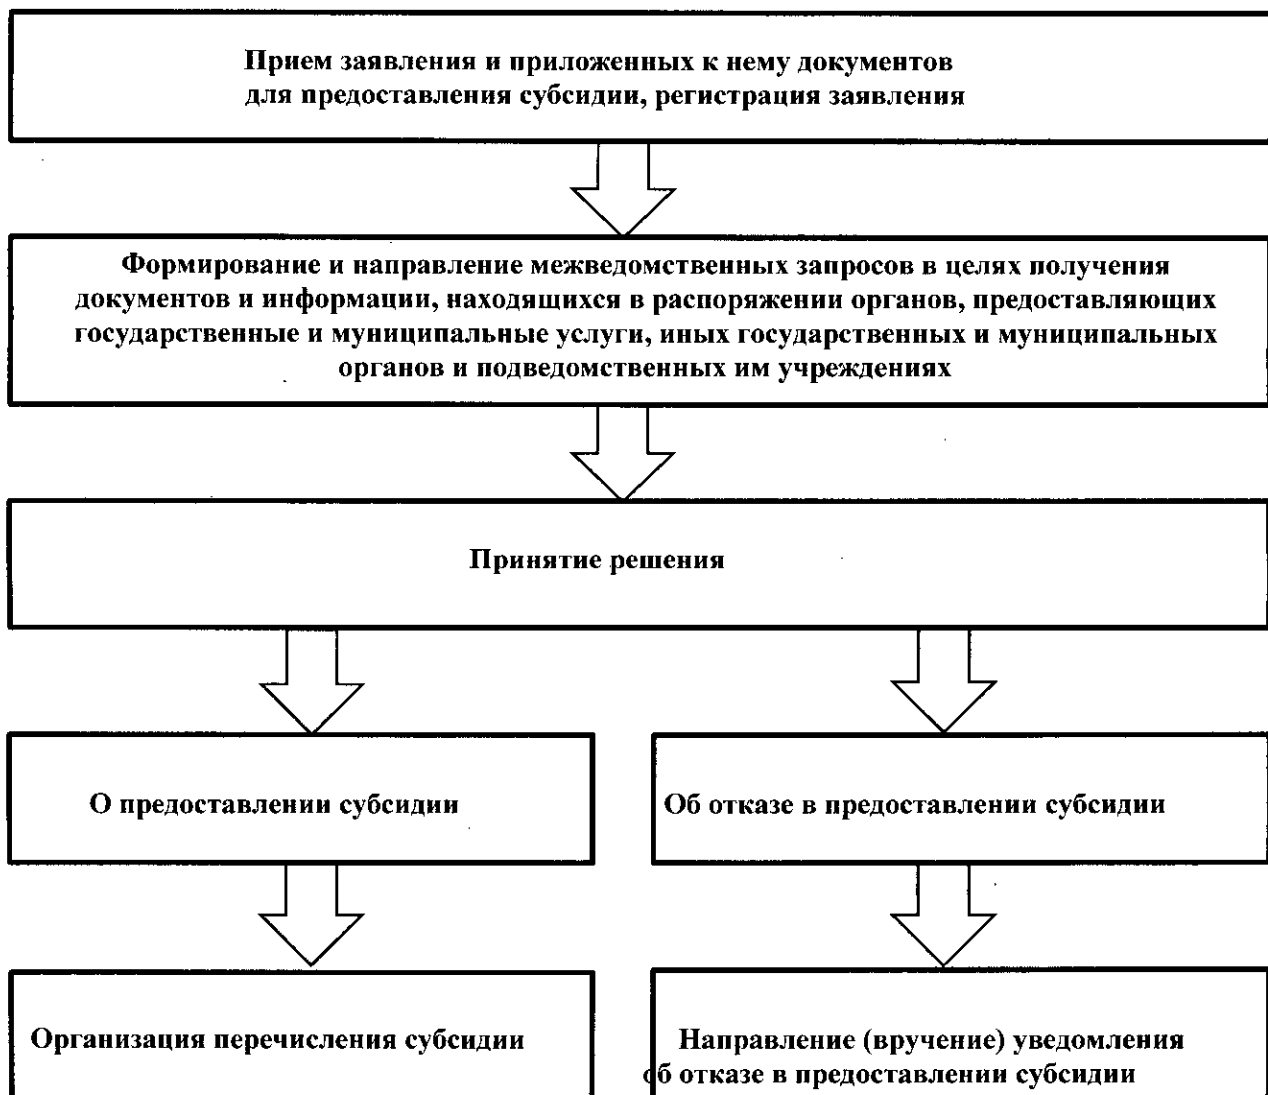 Прием заявления и приложенных к нему документов
для предоставления субсидии, регистрация заявления
Формирование и направление межведомственных запросов в целях получения
документов и информации, находящихся в распоряжении органов, предоставляющих
государственные и муниципальные услуги, иных государственных и муниципальных
органов и подведомственных им учреждениях
Принятие решения
О предоставлении субсидии
Об отказе в предоставлении субсидии
Организация перечисления субсидии
Направление (вручение) уведомления
об отказе в предоставлении субсидии